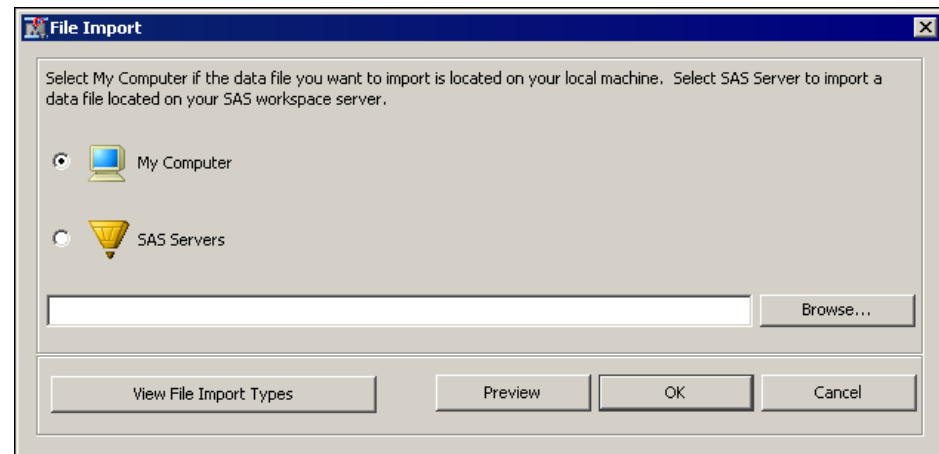 File Import
Select My Computer if the data file you want to import is located on your local machine. Select SAS Server to import a
data file located on your SAS workspace server.
My Computer
SAS Servers
Browse...
View File Import Types
Preview
OK
Cancel